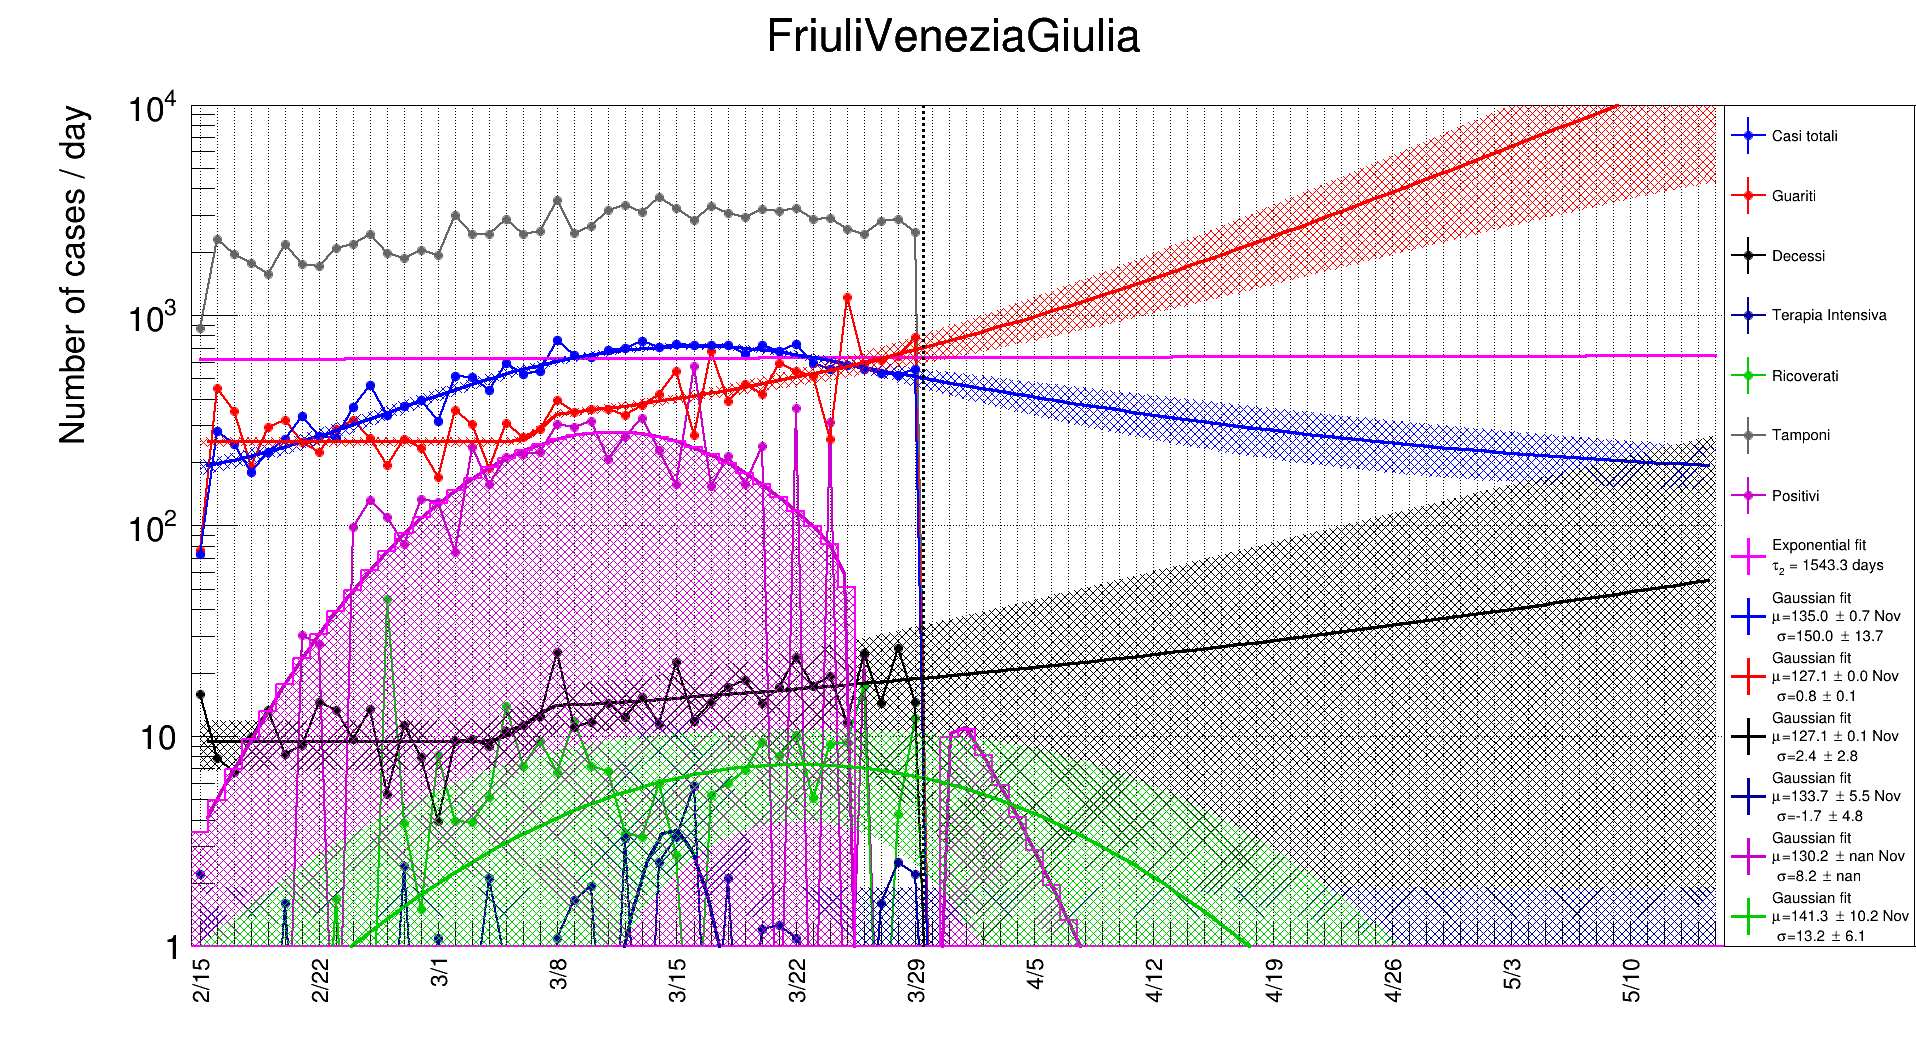 FriuliVeneziaGiulia
Number of cases / day
10^4
10^3
10^2
10
1
2/15
2/22
3/1
3/8
3/15
3/22
3/29
4/5
4/12
4/19
4/26
5/3
5/10
Casi totali
Guariti
Decessi
Terapia Intensiva
Ricoverati
Tamponi
Positivi
Exponential fit
τ₂ = 1543.3 days
Gaussian fit
μ=135.0 ± 0.7 Nov
σ=150.0 ± 13.7
Gaussian fit
μ=127.1 ± 0.0 Nov
σ=0.8 ± 0.1
Gaussian fit
μ=127.1 ± 0.1 Nov
σ=2.4 ± 2.8
Gaussian fit
μ=133.7 ± 5.5 Nov
σ=-1.7 ± 4.8
Gaussian fit
μ=130.2 ± nan Nov
σ=8.2 ± nan
Gaussian fit
μ=141.3 ± 10.2 Nov
σ=13.2 ± 6.1